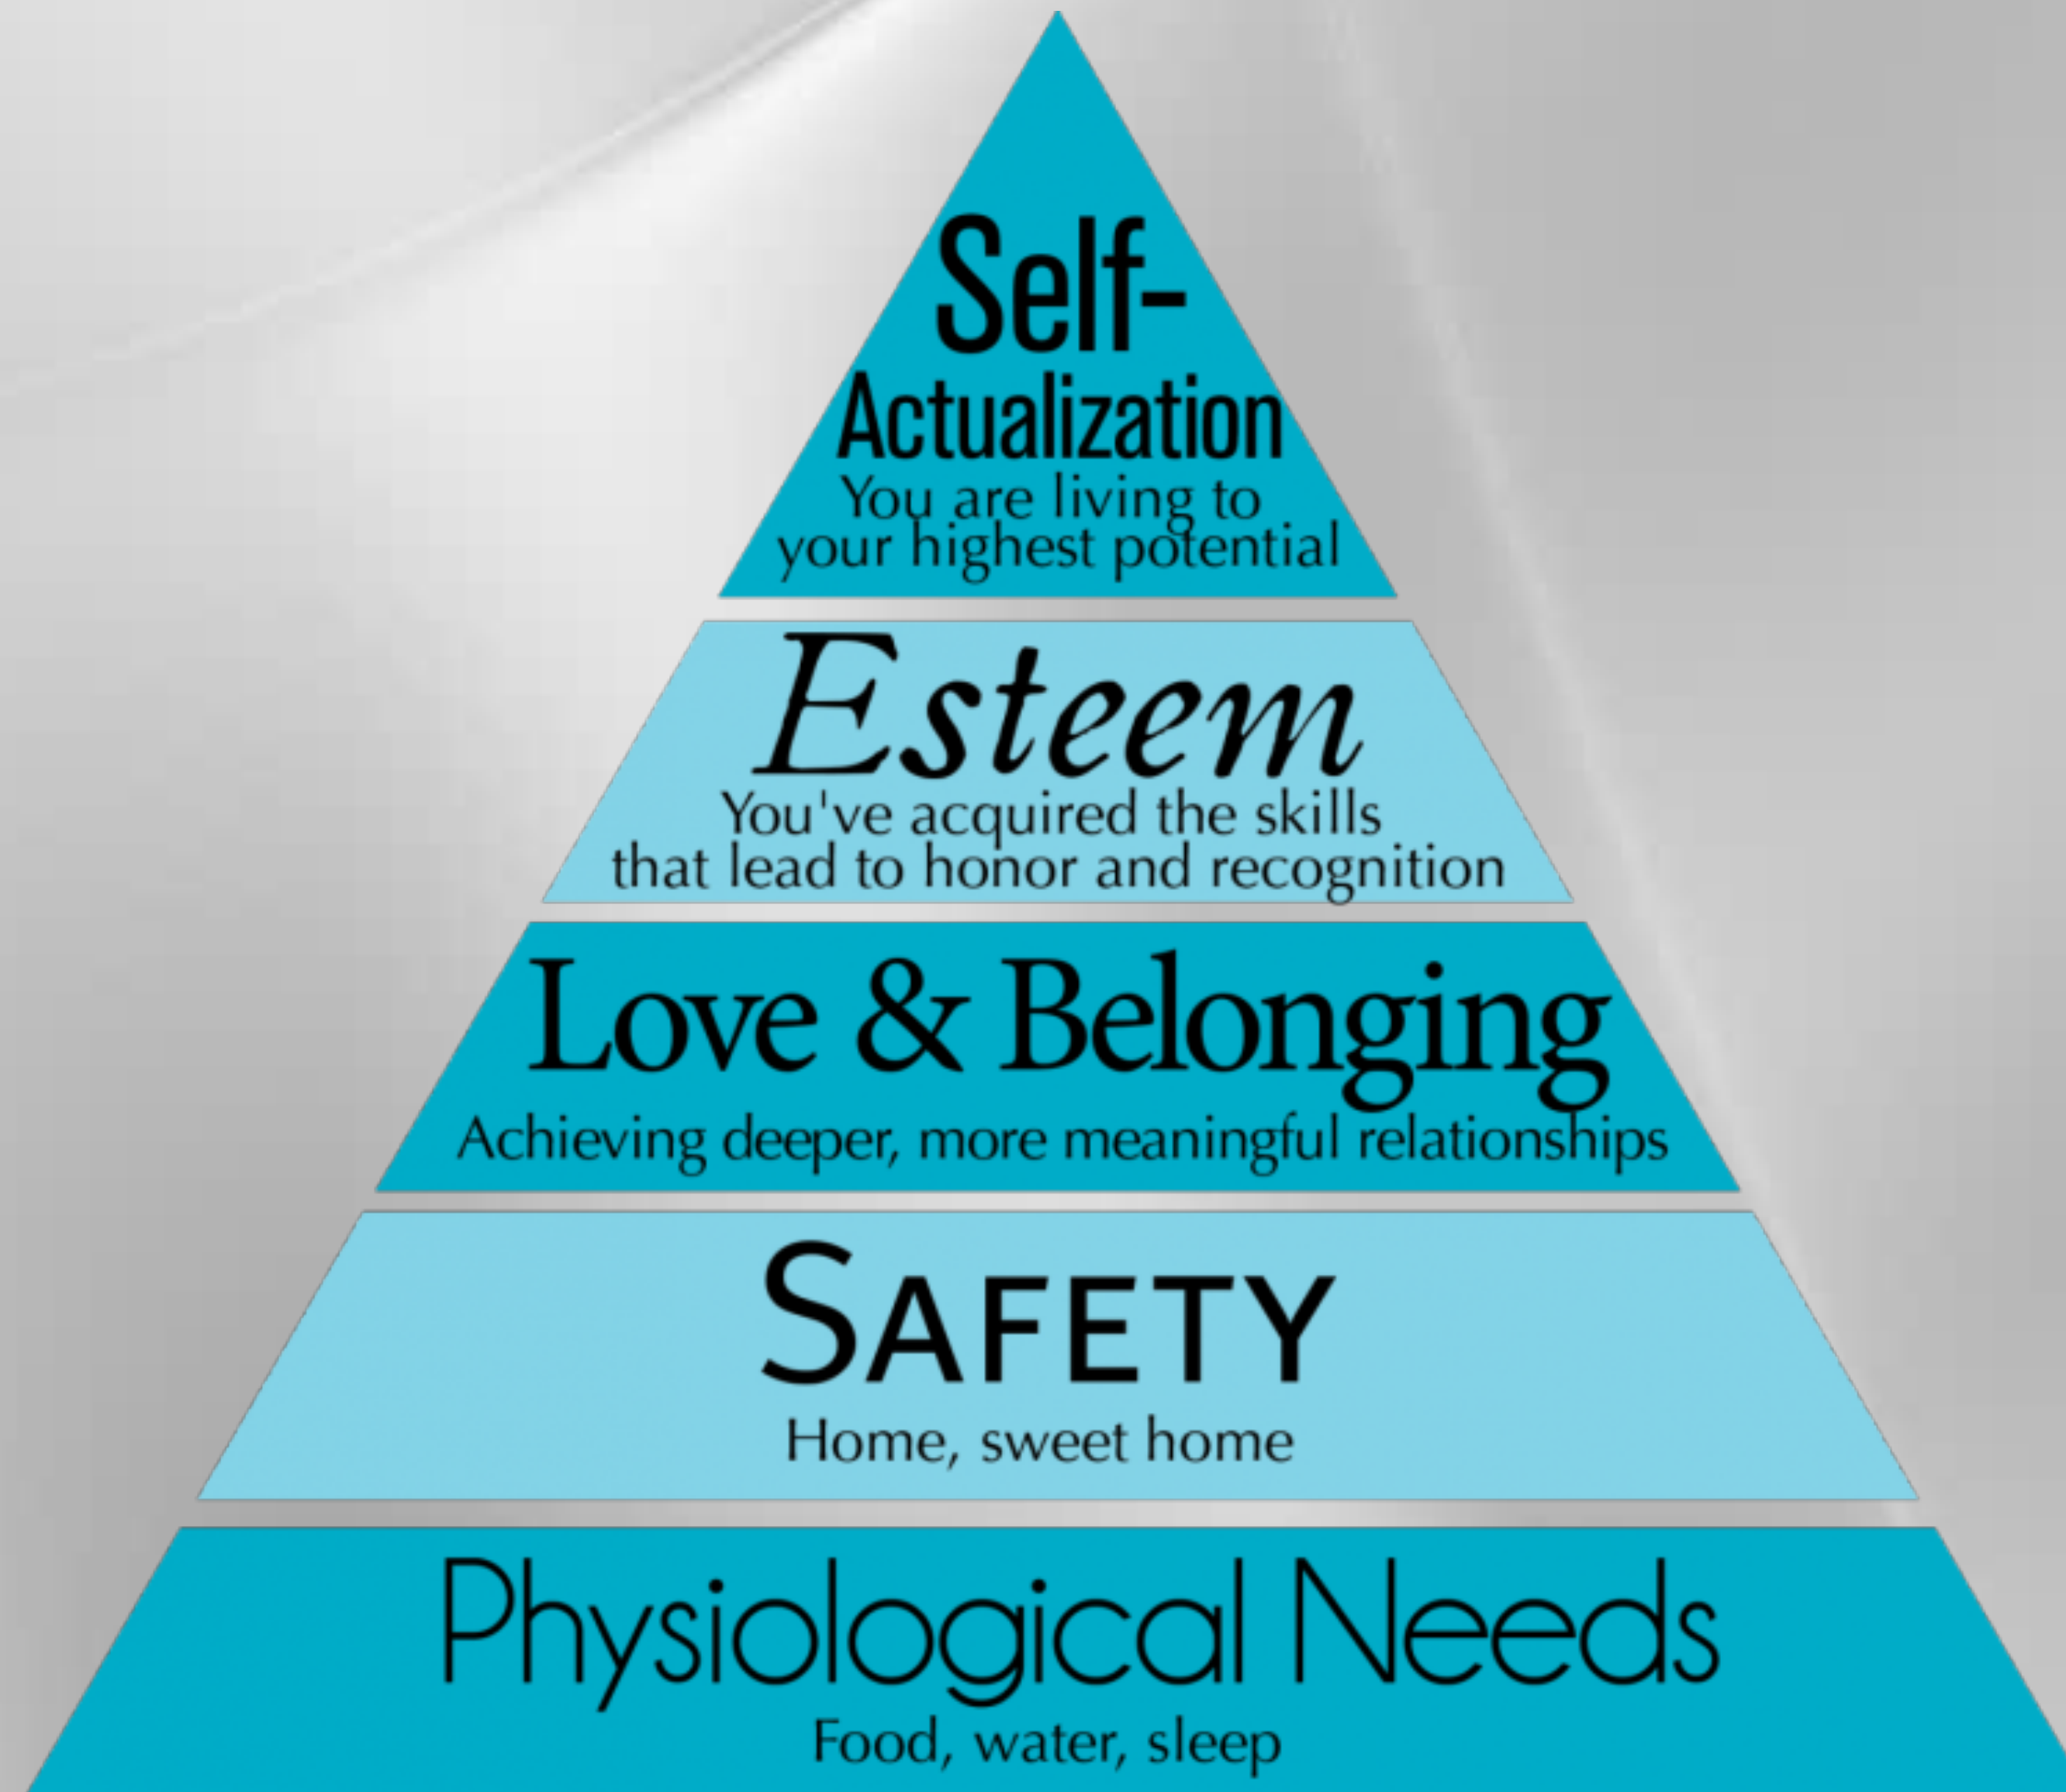 Self-
Actualization
You are living to
your highest potential
Esteem
You've acquired the skills
that lead to honor and recognition
Love & Belonging
Achieving deeper, more meaningful relationships
SAFETY
Home, sweet home
Physiological Needs
Food, water, sleep